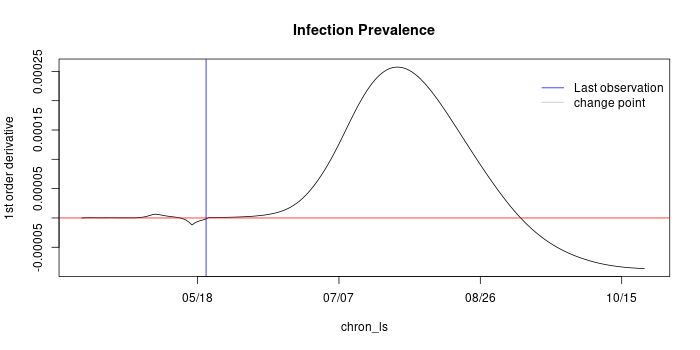 Infection Prevalence
1st order derivative
0.00025
0.00015
0.00005
-0.00005
Last observation
change point
05/18
07/07
08/26
10/15
chron_ls